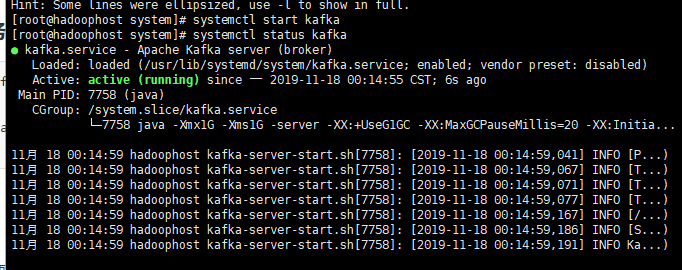 Hint: Some lines were ellipsized, use -l to show in full.
[root@hadoophost system]# systemctl start kafka
[root@hadoophost system]# systemctl status kafka
● kafka.service - Apache Kafka server (broker)
Loaded: loaded (/usr/lib/systemd/system/kafka.service; enabled; vendor preset: disabled)
Active: active (running) since 一 2019-11-18 00:14:55 CST; 6s ago
Main PID: 7758 (java)
CGroup: /system.slice/kafka.service
└─7758 java -Xmx1G -Xms1G -server -XX:+UseG1GC -XX:MaxGCPauseMillis=20 -XX:Initia...
11月 18 00:14:59 hadoophost kafka-server-start.sh[7758]: [2019-11-18 00:14:59,041] INFO [P...)
11月 18 00:14:59 hadoophost kafka-server-start.sh[7758]: [2019-11-18 00:14:59,067] INFO [T...)
11月 18 00:14:59 hadoophost kafka-server-start.sh[7758]: [2019-11-18 00:14:59,071] INFO [T...)
11月 18 00:14:59 hadoophost kafka-server-start.sh[7758]: [2019-11-18 00:14:59,077] INFO [T...)
11月 18 00:14:59 hadoophost kafka-server-start.sh[7758]: [2019-11-18 00:14:59,167] INFO [/...)
11月 18 00:14:59 hadoophost kafka-server-start.sh[7758]: [2019-11-18 00:14:59,186] INFO [S...)
11月 18 00:14:59 hadoophost kafka-server-start.sh[7758]: [2019-11-18 00:14:59,191] INFO Ka...)